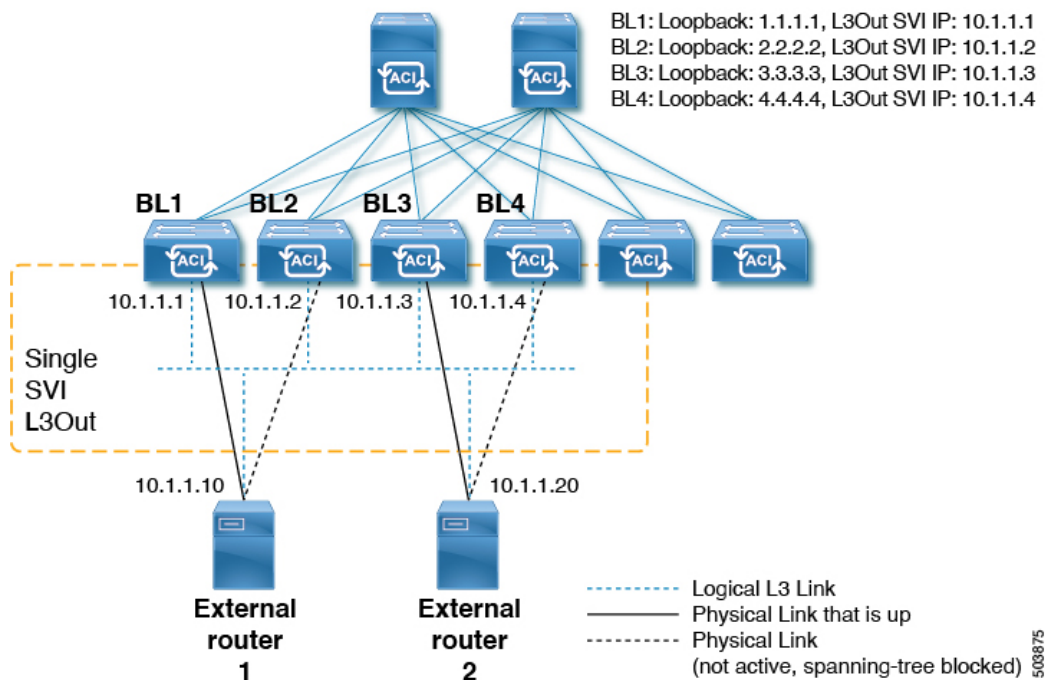 BL1: Loopback: 1.1.1.1, L3Out SVI IP: 10.1.1.1
BL2: Loopback: 2.2.2.2, L3Out SVI IP: 10.1.1.2
BL3: Loopback: 3.3.3.3, L3Out SVI IP: 10.1.1.3
BL4: Loopback: 4.4.4.4, L3Out SVI IP: 10.1.1.4
ACI
ACI
BL1
BL2
BL3
BL4
ACI
ACI
ACI
ACI
ACI
ACI
10.1.1.1
10.1.1.2
10.1.1.3
10.1.1.4
Single
SVI
L3Out
10.1.1.10
10.1.1.20
External
router
1
External
router
2
Logical L3 Link
Physical Link that is up
Physical Link
(not active, spanning-tree blocked)
503875